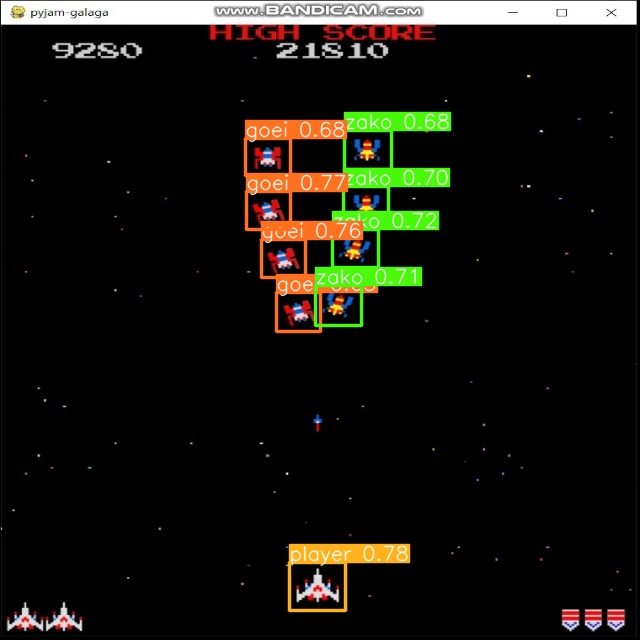 pyjam-galaga
www.BANDICAM.com
HIGH SCORE
9280 21810
goei 0.68
zako 0.68
goei 0.77
zako 0.70
zako 0.72
goei 0.76
zako 0.71
player 0.78